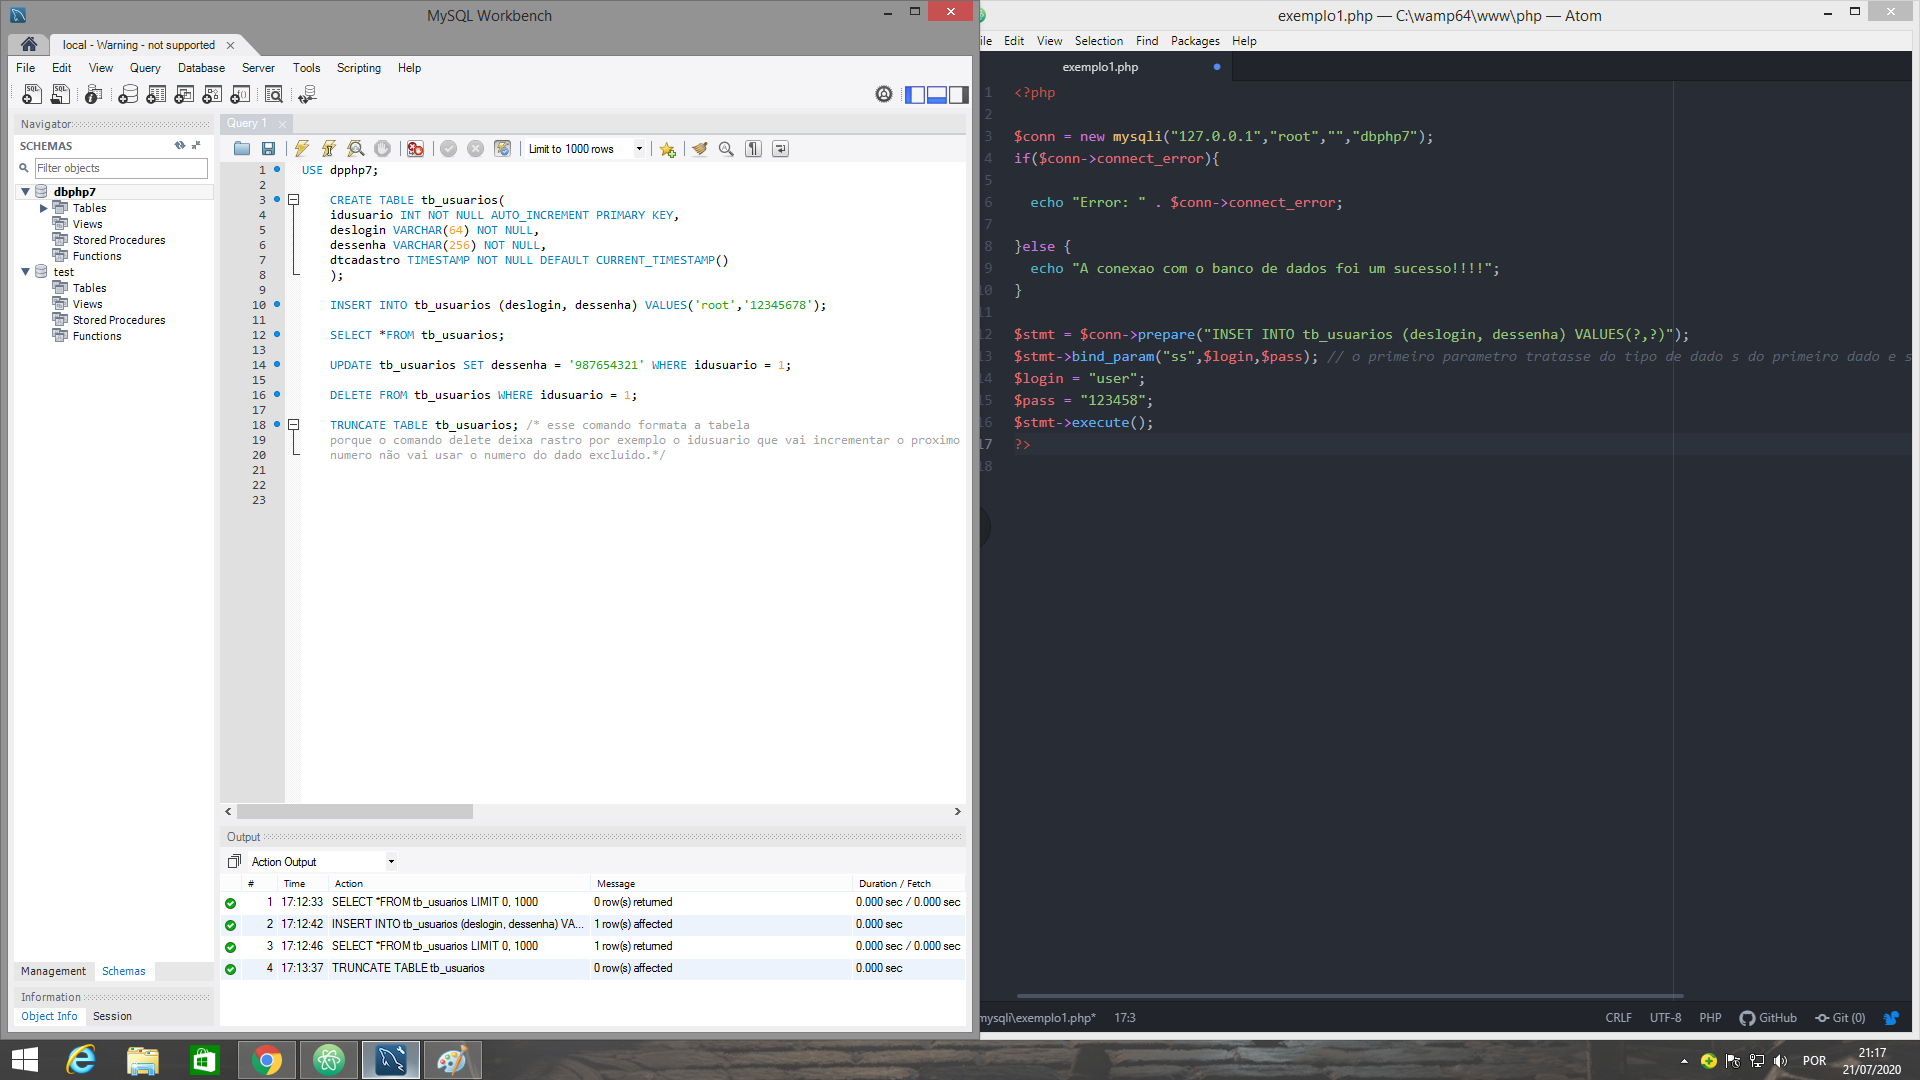 MySQL Workbench
local - Warning - not supported
File Edit View Query Database Server Tools Scripting Help
Navigator
SCHEMAS
Filter objects
dbphp7
Tables
Views
Stored Procedures
Functions
test
Tables
Views
Stored Procedures
Functions
Management Schemas
Information
Object Info Session
Query 1
Limit to 1000 rows
1 USE dpphp7;
2
3 CREATE TABLE tb_usuarios(
4 idusuario INT NOT NULL AUTO_INCREMENT PRIMARY KEY,
5 deslogin VARCHAR(64) NOT NULL,
6 dessenha VARCHAR(256) NOT NULL,
7 dtcadastro TIMESTAMP NOT NULL DEFAULT CURRENT_TIMESTAMP()
8 );
9
10 INSERT INTO tb_usuarios (deslogin, dessenha) VALUES('root','12345678');
11
12 SELECT *FROM tb_usuarios;
13
14 UPDATE tb_usuarios SET dessenha = '987654321' WHERE idusuario = 1;
15
16 DELETE FROM tb_usuarios WHERE idusuario = 1;
17
18 TRUNCATE TABLE tb_usuarios; /* esse comando formata a tabela
19 porque o comando delete deixa rastro por exemplo o idusuario que vai incrementar o proximo
20 numero não vai usar o numero do dado excluido.*/
21
22
23
Output
Action Output
# Time Action Message Duration / Fetch
1 17:12:33 SELECT *FROM tb_usuarios LIMIT 0, 1000 0 row(s) returned 0.000 sec / 0.000 sec
2 17:12:42 INSERT INTO tb_usuarios (deslogin, dessenha) VA... 1 row(s) affected 0.000 sec
3 17:12:46 SELECT *FROM tb_usuarios LIMIT 0, 1000 1 row(s) returned 0.000 sec / 0.000 sec
4 17:13:37 TRUNCATE TABLE tb_usuarios 0 row(s) affected 0.000 sec
exemplo1.php — C:\wamp64\www\php — Atom
ile Edit View Selection Find Packages Help
exemplo1.php
1 <?php
2
3 $conn = new mysqli("127.0.0.1","root","","dbphp7");
4 if($conn->connect_error){
5
6 echo "Error: " . $conn->connect_error;
7
8 }else {
9 echo "A conexao com o banco de dados foi um sucesso!!!!";
10 }
11
12 $stmt = $conn->prepare("INSET INTO tb_usuarios (deslogin, dessenha) VALUES(?,?)");
13 $stmt->bind_param("ss",$login,$pass); // o primeiro parametro tratasse do tipo de dado s do primeiro dado e s
14 $login = "user";
15 $pass = "123458";
16 $stmt->execute();
17 ?>
18
mysqli\exemplo1.php* 17:3 CRLF UTF-8 PHP GitHub Git (0)
POR
21:17
21/07/2020